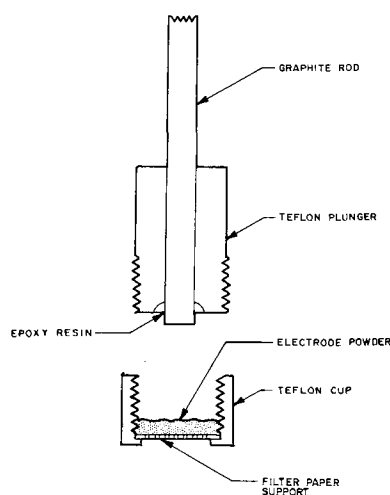 GRAPHITE ROD
TEFLON PLUNGER
EPOXY RESIN
ELECTRODE POWDER
TEFLON CUP
FILTER PAPER
SUPPORT